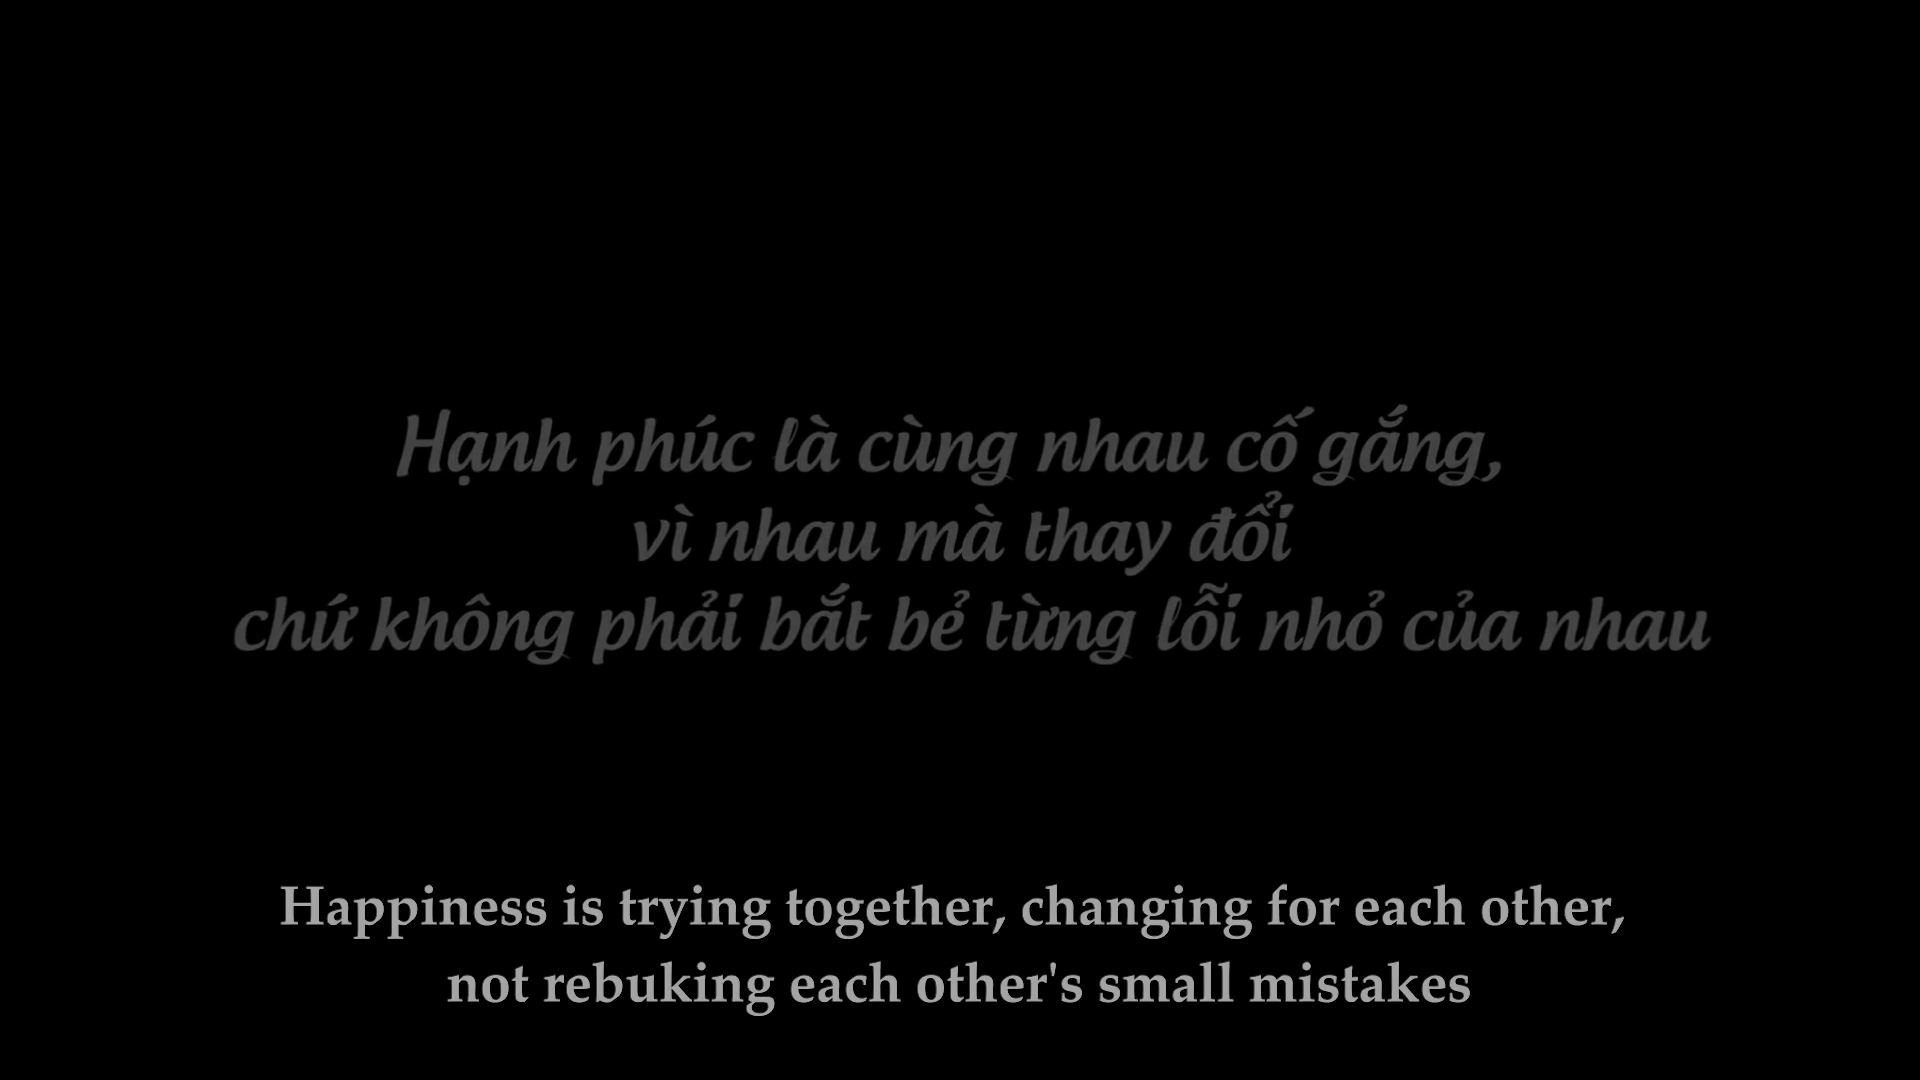 Hạnh phúc là cùng nhau cố gắng,
vì nhau mà thay đổi
chứ không phải bắt bẻ từng lỗi nhỏ của nhau
Happiness is trying together, changing for each other,
not rebuking each other's small mistakes